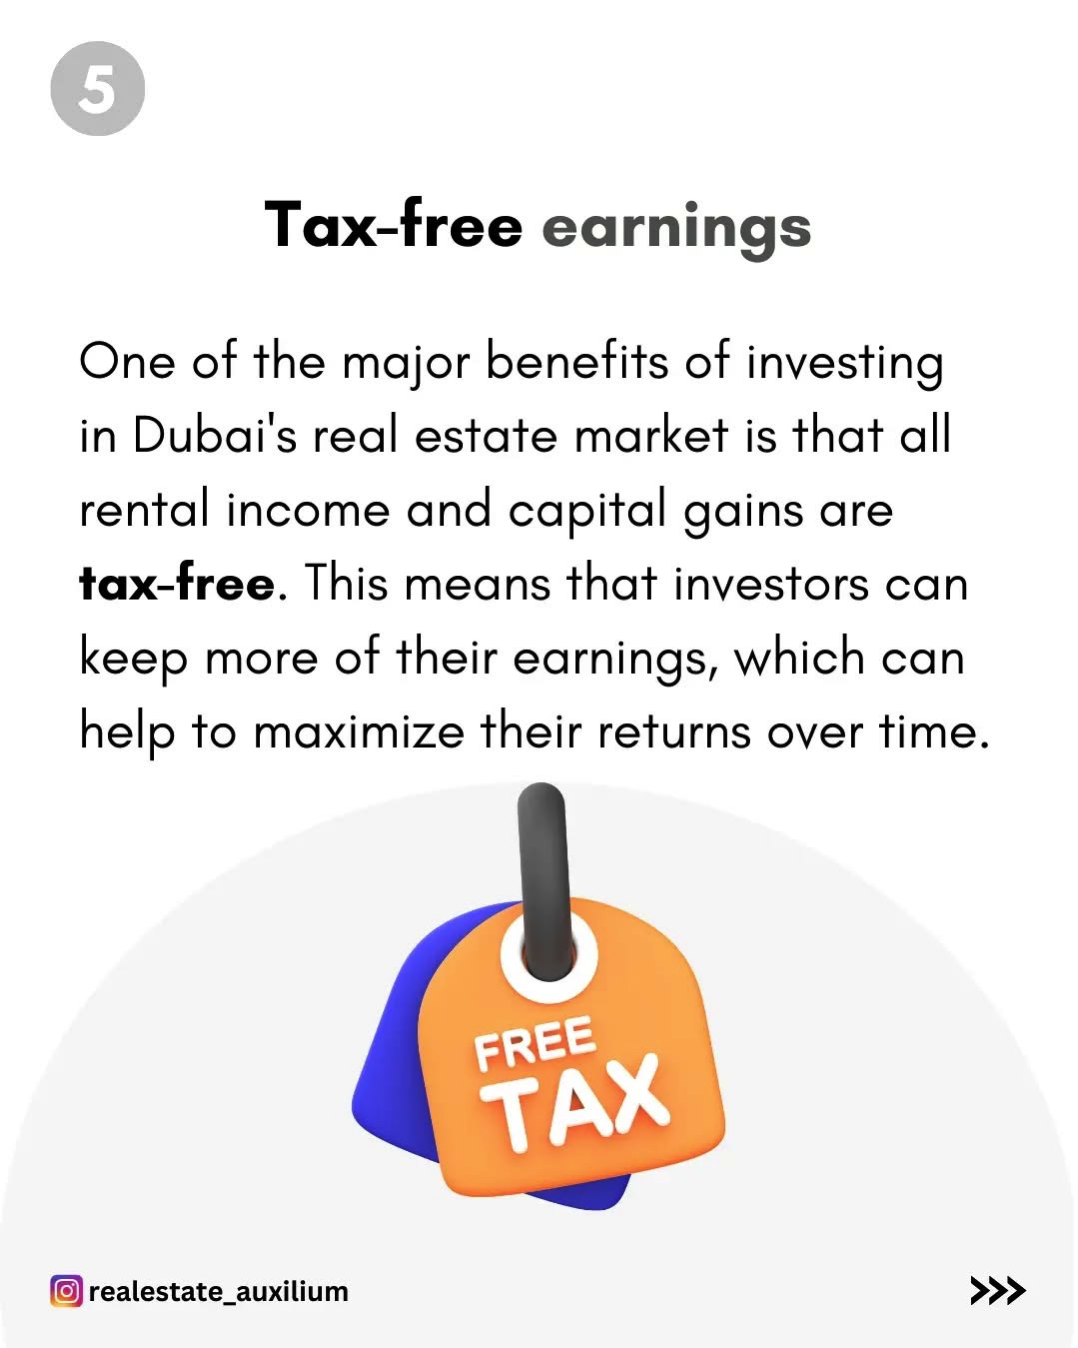 5
Tax-free earnings
One of the major benefits of investing
in Dubai's real estate market is that all
rental income and capital gains are
tax-free. This means that investors can
keep more of their earnings, which can
help to maximize their returns over time.
FREE
TAX
realestate_auxilium